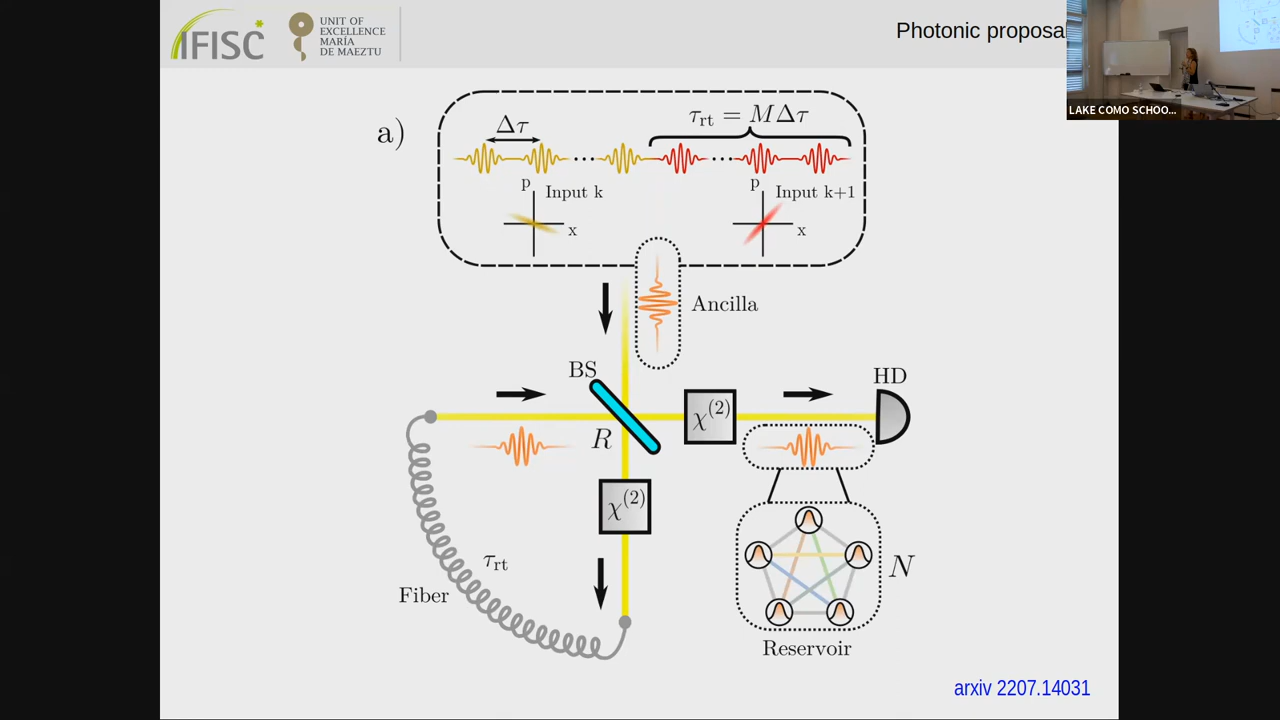 IFISC
UNIT OF
EXCELLENCE
MARÍA
DE MAEZTU
Photonic proposa
LAKE COMO SCHOO...
a)
Δτ
τrt = MΔτ
p
Input k
x
p
Input k+1
x
Ancilla
BS
R
χ(2)
HD
χ(2)
τrt
Fiber
N
Reservoir
arxiv 2207.14031